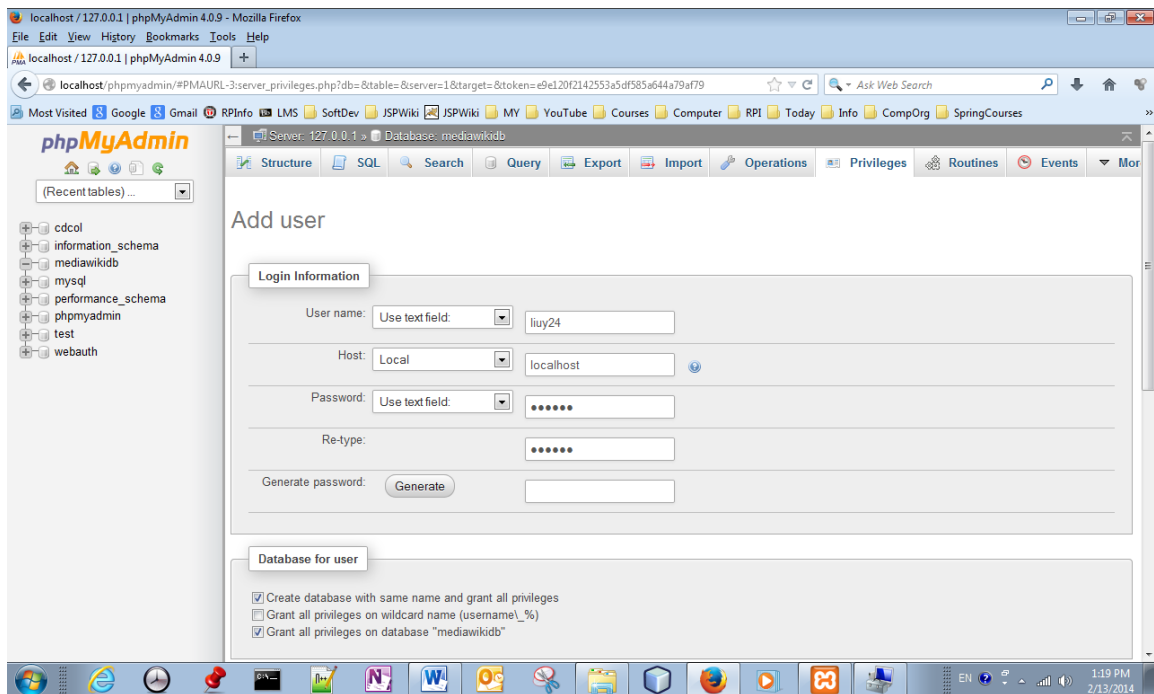 localhost / 127.0.0.1 | phpMyAdmin 4.0.9 - Mozilla Firefox
File Edit View History Bookmarks Tools Help
PMA localhost / 127.0.0.1 | phpMyAdmin 4.0.9 +
localhost/phpmyadmin/#PMAURL-3:server_privileges.php?db=&table=&server=1&target=&token=e9e120f2142553a5df585a644a79af79 Ask Web Search
Most Visited Google Gmail RPInfo LMS SoftDev JSPWiki JSPWiki MY YouTube Courses Computer RPI Today Info CompOrg SpringCourses »
phpMyAdmin
(Recent tables) ...
cdcol
information_schema
mediawikidb
mysql
performance_schema
phpmyadmin
test
webauth
Server: 127.0.0.1 » Database: mediawikidb
Structure SQL Search Query Export Import Operations Privileges Routines Events Mor
Add user
Login Information
User name: Use text field: liuy24
Host: Local localhost
Password: Use text field: ••••••
Re-type: ••••••
Generate password: Generate
Database for user
Create database with same name and grant all privileges
Grant all privileges on wildcard name (username\_%)
Grant all privileges on database "mediawikidb"
EN 1:19 PM
2/13/2014